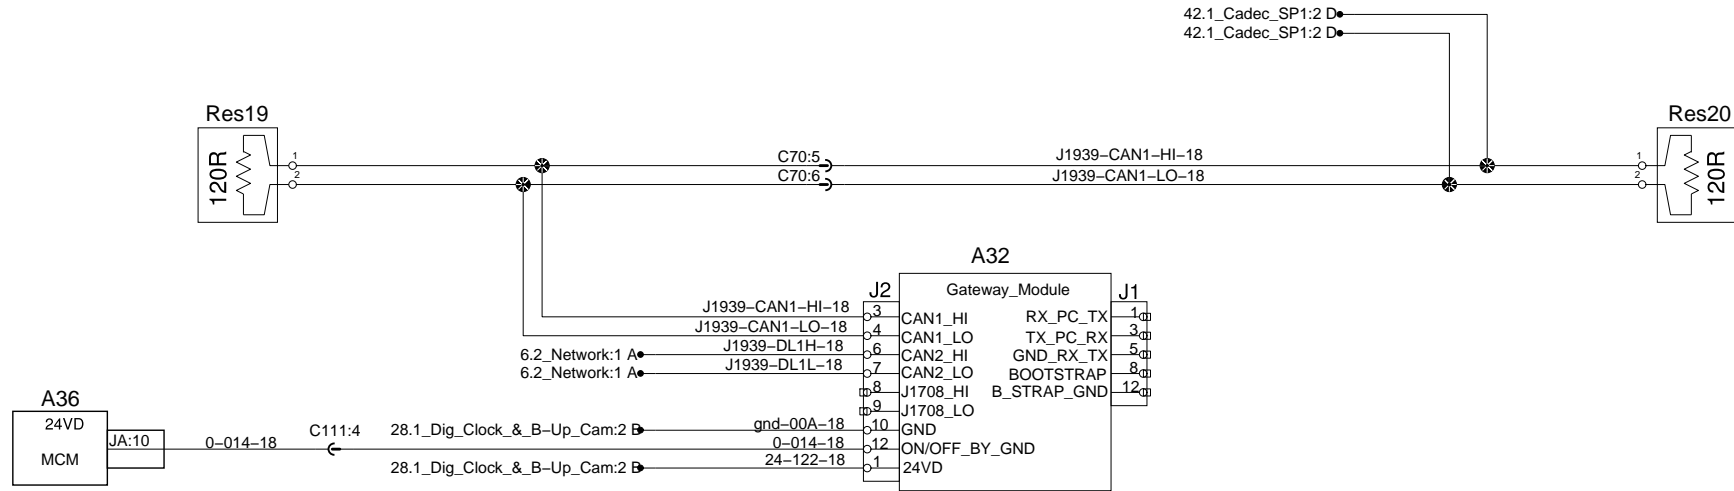 42.1_Cadec_SP1:2 D
42.1_Cadec_SP1:2 D
Res19
Res20
120R
1
2
C70:5
C70:6
J1939-CAN1-HI-18
J1939-CAN1-LO-18
1
2
120R
A32
J2
Gateway_Module
J1
J1939-CAN1-HI-18
3
CAN1_HI
RX_PC_TX
1
J1939-CAN1-LO-18
4
CAN1_LO
TX_PC_RX
3
6.2_Network:1 A
J1939-DL1H-18
6
CAN2_HI
GND_RX_TX
5
6.2_Network:1 A
J1939-DL1L-18
7
CAN2_LO
BOOTSTRAP
8
8
J1708_HI
B_STRAP_GND
12
9
J1708_LO
A36
24VD
MCM
JA:10
0-014-18
C111:4
28.1_Dig_Clock_&_B-Up_Cam:2 B
gnd-00A-18
10
GND
0-014-18
12
ON/OFF_BY_GND
28.1_Dig_Clock_&_B-Up_Cam:2 B
24-122-18
1
24VD